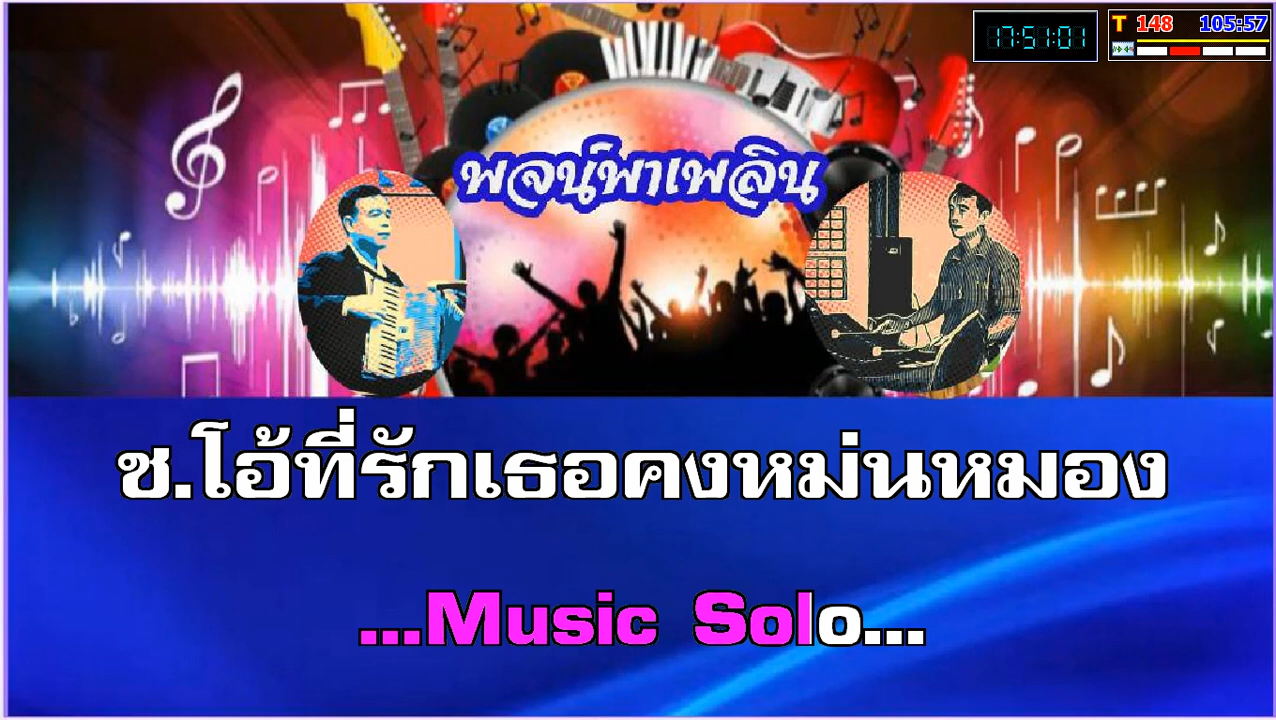 17:51:01
T 148 105:57
พจน์พาเพลิน
ช.โอ้ที่รักเธอคงหม่นหมอง
...Music Solo...